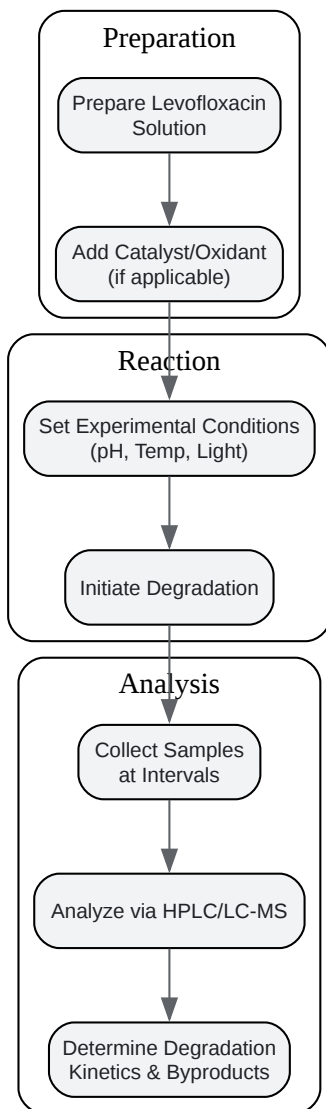 Preparation
Prepare Levofloxacin
Solution
Add Catalyst/Oxidant
(if applicable)
Reaction
Set Experimental Conditions
(pH, Temp, Light)
Initiate Degradation
Analysis
Collect Samples
at Intervals
Analyze via HPLC/LC-MS
Determine Degradation
Kinetics & Byproducts